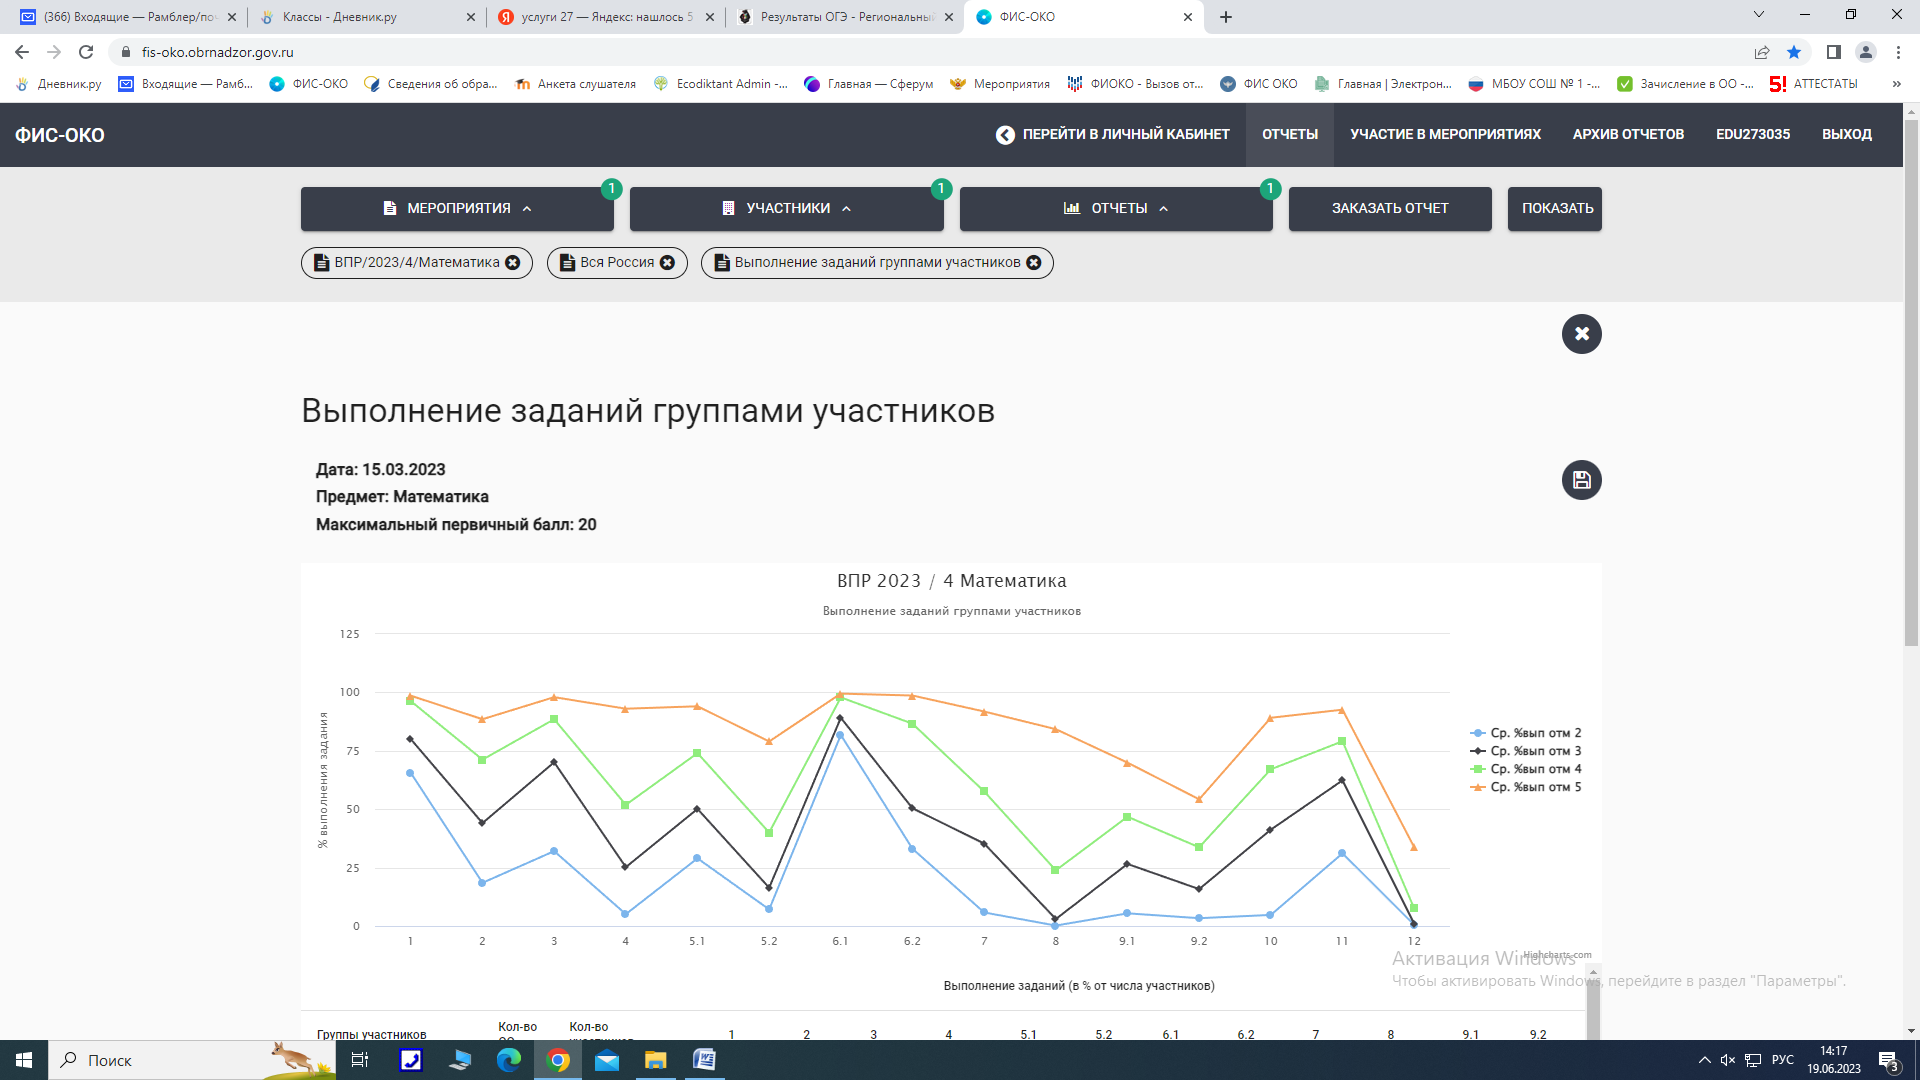 (366) Входящие — Рамблер/поч
Классы - Дневник.ру
услуги 27 — Яндекс: нашлось 5
Результаты ОГЭ - Региональный
ФИС-ОКО
fis-oko.obrnadzor.gov.ru
Дневник.ру
Входящие — Рамб...
ФИС-ОКО
Сведения об обра...
Анкета слушателя
Ecodiktant Admin -...
Главная — Сферум
Мероприятия
ФИОКО - Вызов от...
ФИС ОКО
Главная | Электрон...
МБОУ СОШ № 1 -...
Зачисление в ОО -...
5! АТТЕСТАТЫ
»
ФИС-ОКО
ПЕРЕЙТИ В ЛИЧНЫЙ КАБИНЕТ
ОТЧЕТЫ
УЧАСТИЕ В МЕРОПРИЯТИЯХ
АРХИВ ОТЧЕТОВ
EDU273035
ВЫХОД
МЕРОПРИЯТИЯ 1
УЧАСТНИКИ 1
ОТЧЕТЫ 1
ЗАКАЗАТЬ ОТЧЕТ
ПОКАЗАТЬ
ВПР/2023/4/Математика
Вся Россия
Выполнение заданий группами участников
Выполнение заданий группами участников
Дата: 15.03.2023
Предмет: Математика
Максимальный первичный балл: 20
ВПР 2023 / 4 Математика
Выполнение заданий группами участников
% выполнения задания
125
100
75
50
25
0
1 2 3 4 5.1 5.2 6.1 6.2 7 8 9.1 9.2 10 11 12
Ср. %вып отм 2
Ср. %вып отм 3
Ср. %вып отм 4
Ср. %вып отм 5
Highcharts.com
Активация Windows
Чтобы активировать Windows, перейдите в раздел "Параметры".
Выполнение заданий (в % от числа участников)
Группы участников Кол-во Кол-во 1 2 3 4 5.1 5.2 6.1 6.2 7 8 9.1 9.2
Поиск
РУС
14:17
19.06.2023
3